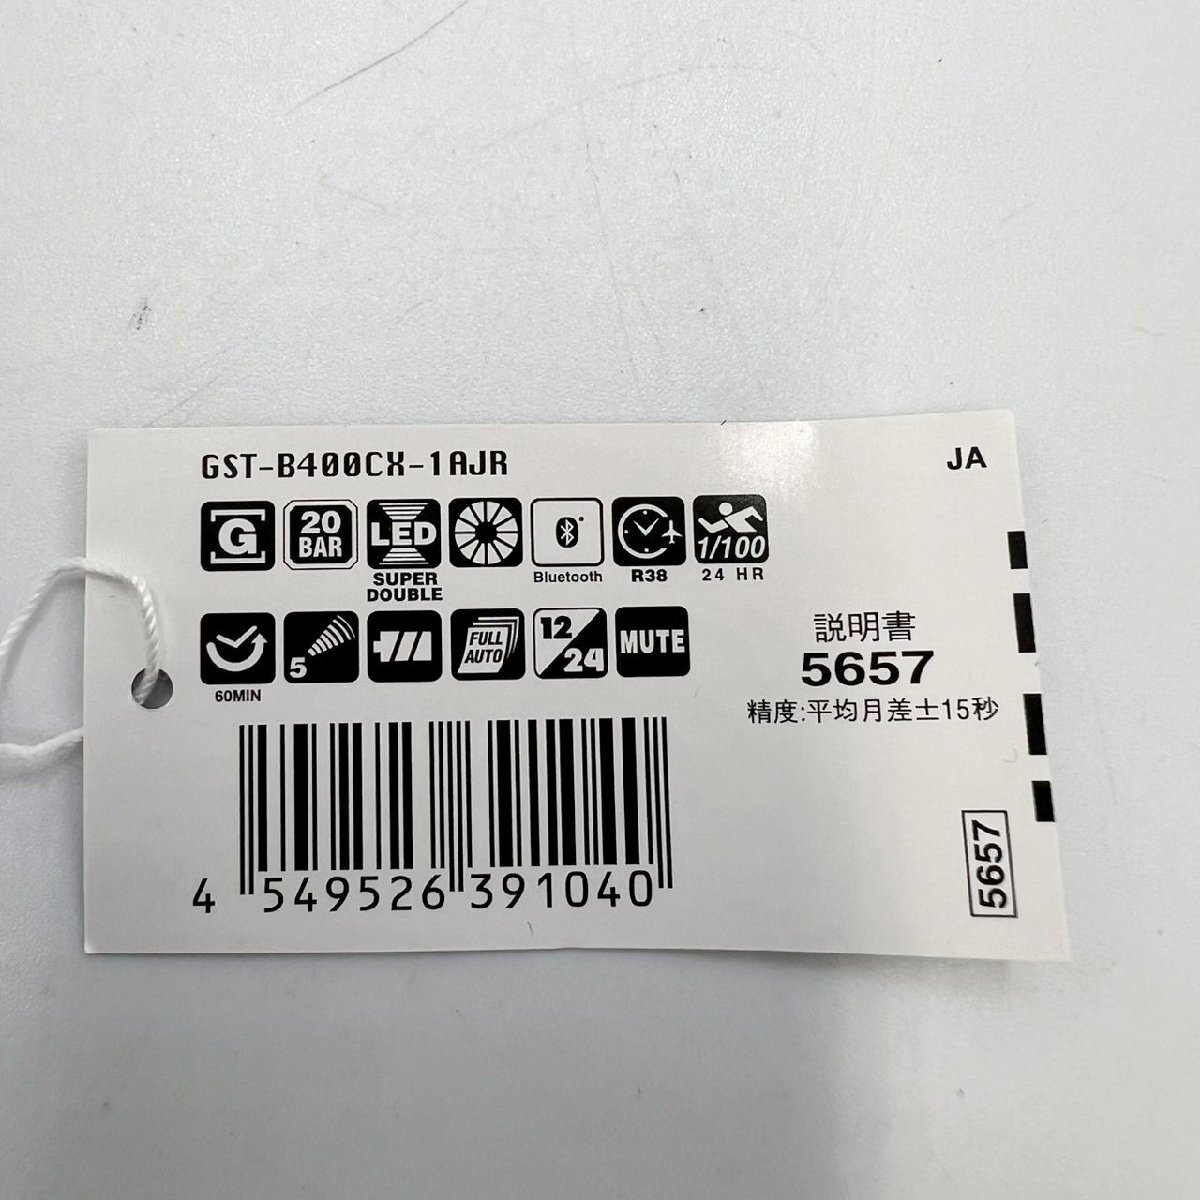 GST-B400CX-1AJR
JA
G
20
BAR
LED
SUPER
DOUBLE
Bluetooth
R38
1/100
24 HR
60MIN
5
FULL
AUTO
12/24
MUTE
説明書
5657
精度:平均月差士15秒
4 549526 391040
5657